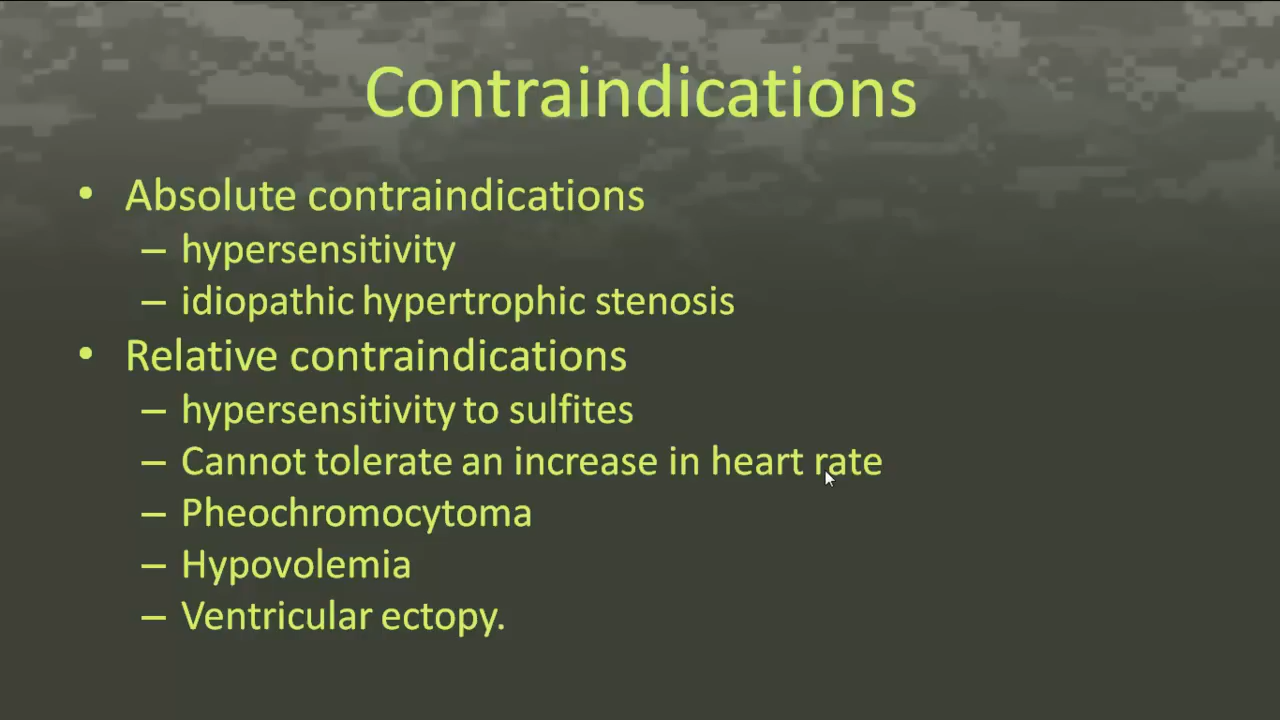 Contraindications
• Absolute contraindications
– hypersensitivity
– idiopathic hypertrophic stenosis
• Relative contraindications
– hypersensitivity to sulfites
– Cannot tolerate an increase in heart rate
– Pheochromocytoma
– Hypovolemia
– Ventricular ectopy.